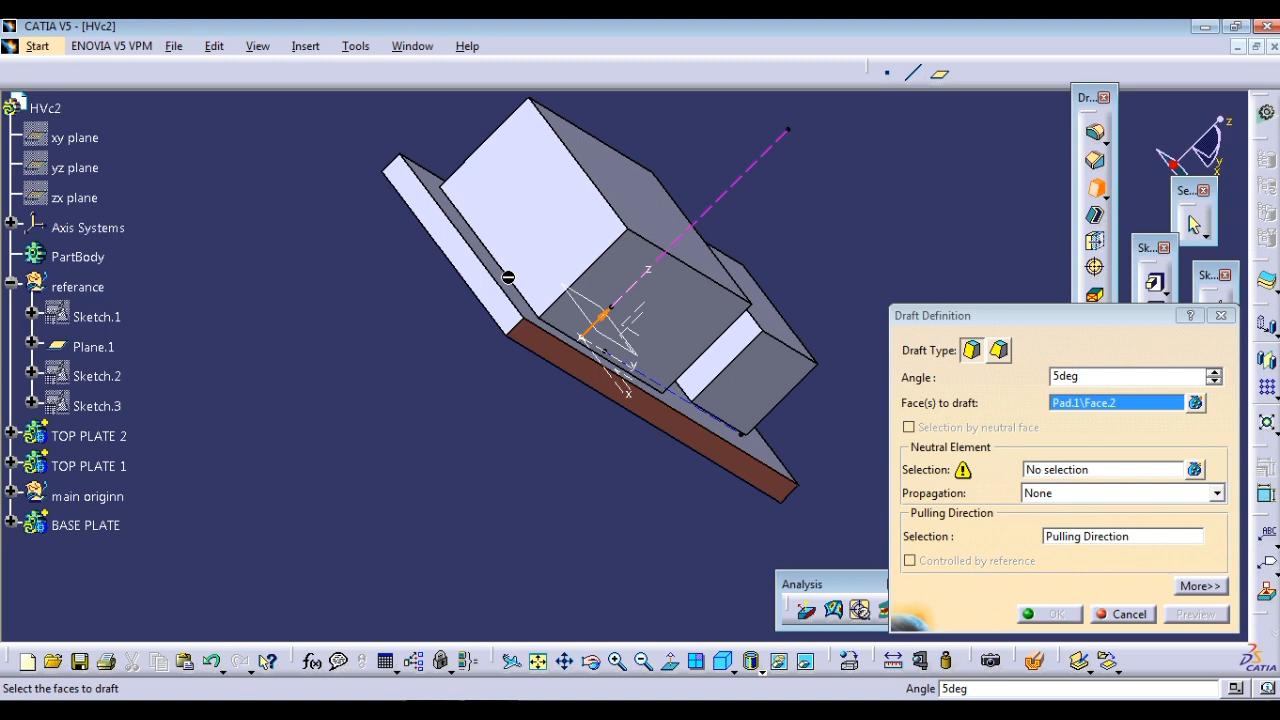 CATIA V5 - [HVc2]
Start ENOVIA V5 VPM File Edit View Insert Tools Window Help
HVc2
xy plane
yz plane
zx plane
Axis Systems
PartBody
referance
Sketch.1
Plane.1
Sketch.2
Sketch.3
TOP PLATE 2
TOP PLATE 1
main originn
BASE PLATE
z
y
x
Dr...
z
y
x
Se...
Sk...
Sk...
Draft Definition
Draft Type:
Angle : 5deg
Face(s) to draft: Pad.1\Face.2
Selection by neutral face
Neutral Element
Selection: No selection
Propagation: None
Pulling Direction
Selection : Pulling Direction
Controlled by reference
More>>
OK Cancel Preview
Analysis
ABC
f(x)
CATIA
Select the faces to draft
Angle 5deg